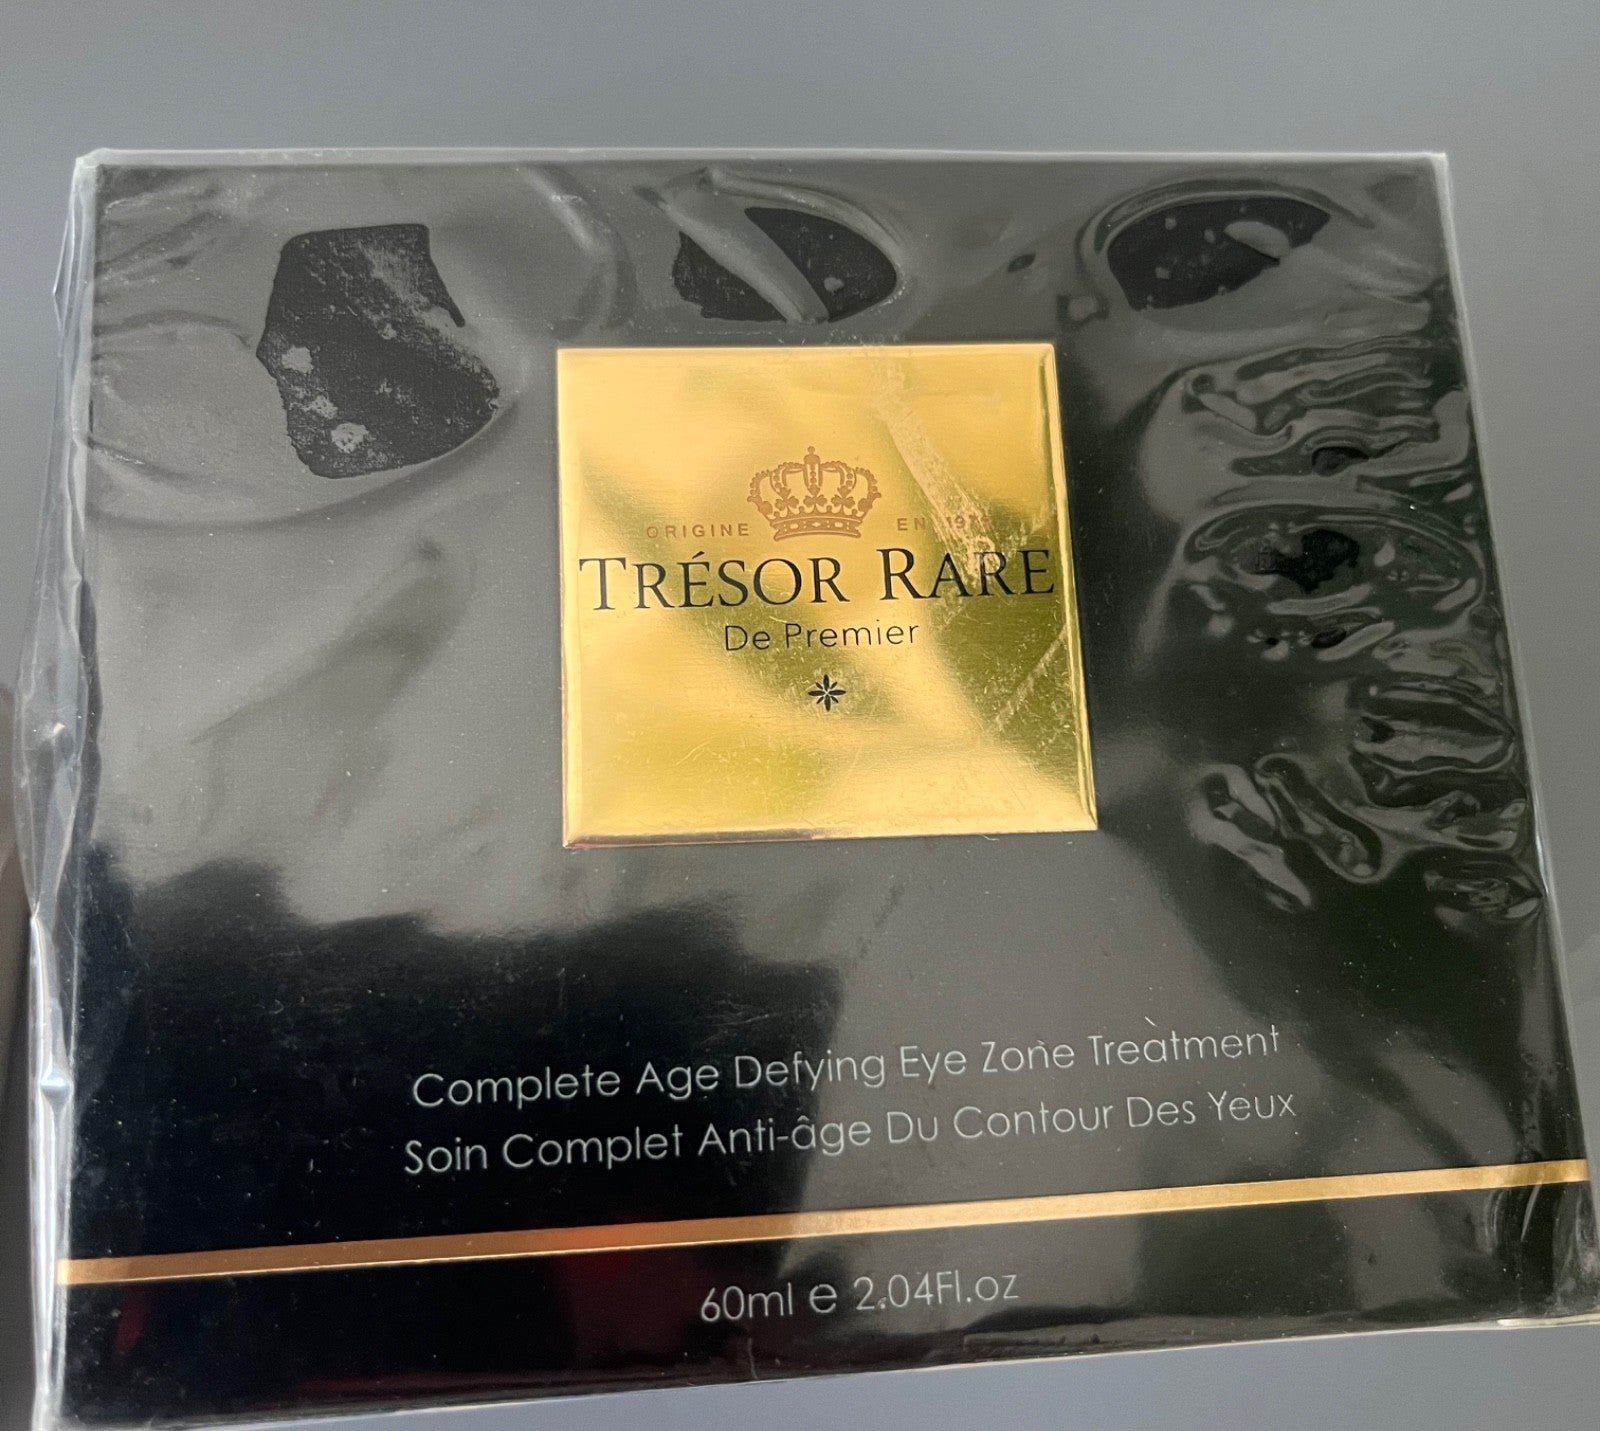 ORIGINE EN
TRÉSOR RARE
De Premier
Complete Age Defying Eye Zone Treatment
Soin Complet Anti-âge Du Contour Des Yeux
60ml e 2.04Fl.oz